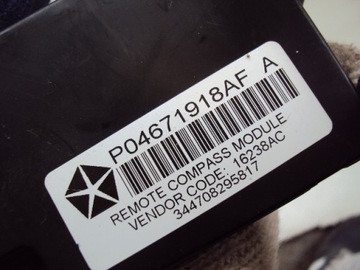 P04671918AF A
REMOTE COMPASS MODULE
VENDOR CODE: 16238AC
344708295817